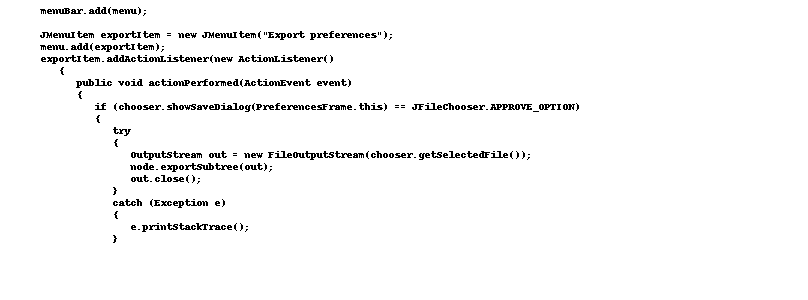 menuBar.add(menu);
JMenuItem exportItem = new JMenuItem("Export preferences");
menu.add(exportItem);
exportItem.addActionListener(new ActionListener()
{
public void actionPerformed(ActionEvent event)
{
if (chooser.showSaveDialog(PreferencesFrame.this) == JFileChooser.APPROVE_OPTION)
{
try
{
OutputStream out = new FileOutputStream(chooser.getSelectedFile());
node.exportSubtree(out);
out.close();
}
catch (Exception e)
{
e.printStackTrace();
}